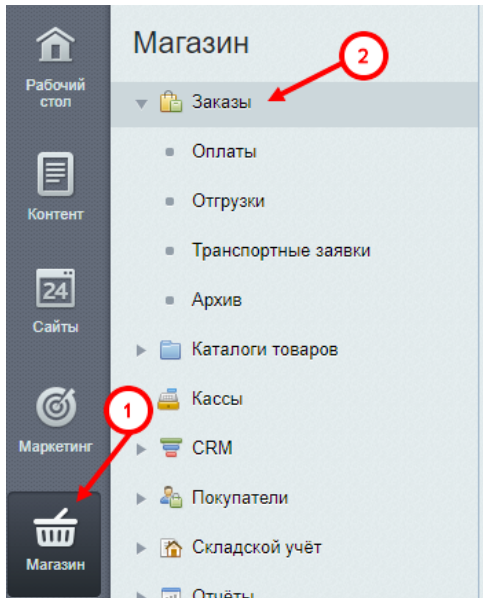 Рабочий
стол
Контент
24
Сайты
Маркетинг
Магазин
Магазин
2
Заказы
Оплаты
Отгрузки
Транспортные заявки
Архив
Каталоги товаров
1
Кассы
CRM
Покупатели
Складской учёт
Отчёты